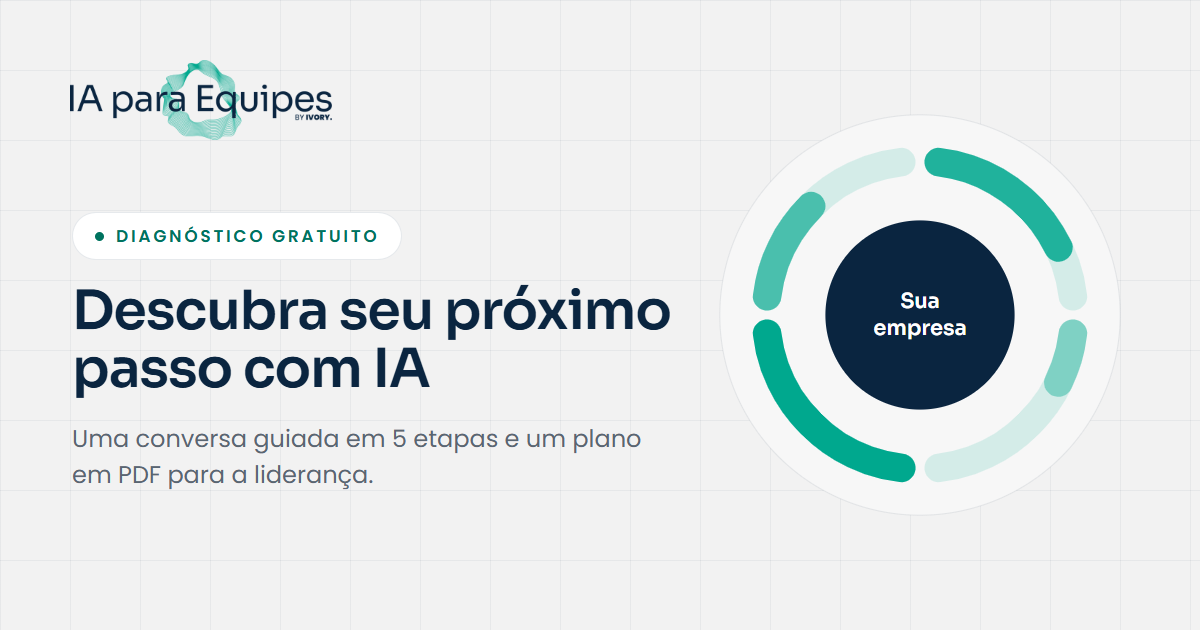 IA para Equipes
BY IVORY.
DIAGNÓSTICO GRATUITO
Descubra seu próximo
passo com IA
Uma conversa guiada em 5 etapas e um plano
em PDF para a liderança.
Sua
empresa